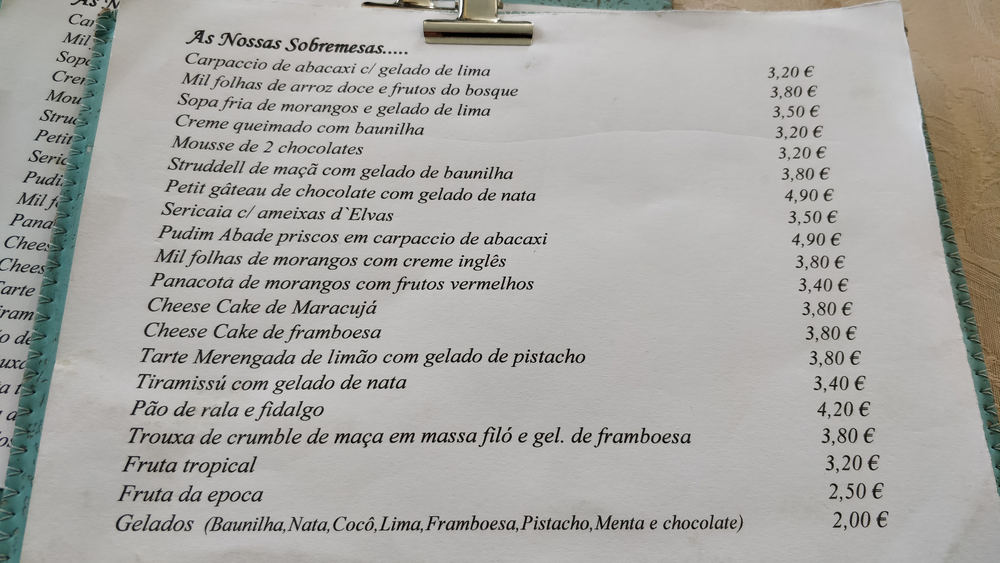 As Nossas Sobremesas.....
Carpaccio de abacaxi c/ gelado de lima 3,20 €
Mil folhas de arroz doce e frutos do bosque 3,80 €
Sopa fria de morangos e gelado de lima 3,50 €
Creme queimado com baunilha 3,20 €
Mousse de 2 chocolates 3,20 €
Struddell de maçã com gelado de baunilha 3,80 €
Petit gâteau de chocolate com gelado de nata 4,90 €
Sericaia c/ ameixas d`Elvas 3,50 €
Pudim Abade priscos em carpaccio de abacaxi 4,90 €
Mil folhas de morangos com creme inglês 3,80 €
Panacota de morangos com frutos vermelhos 3,40 €
Cheese Cake de Maracujá 3,80 €
Cheese Cake de framboesa 3,80 €
Tarte Merengada de limão com gelado de pistacho 3,80 €
Tiramissú com gelado de nata 3,40 €
Pão de rala e fidalgo 4,20 €
Trouxa de crumble de maça em massa filó e gel. de framboesa 3,80 €
Fruta tropical 3,20 €
Fruta da epoca 2,50 €
Gelados (Baunilha,Nata,Cocô,Lima,Framboesa,Pistacho,Menta e chocolate) 2,00 €